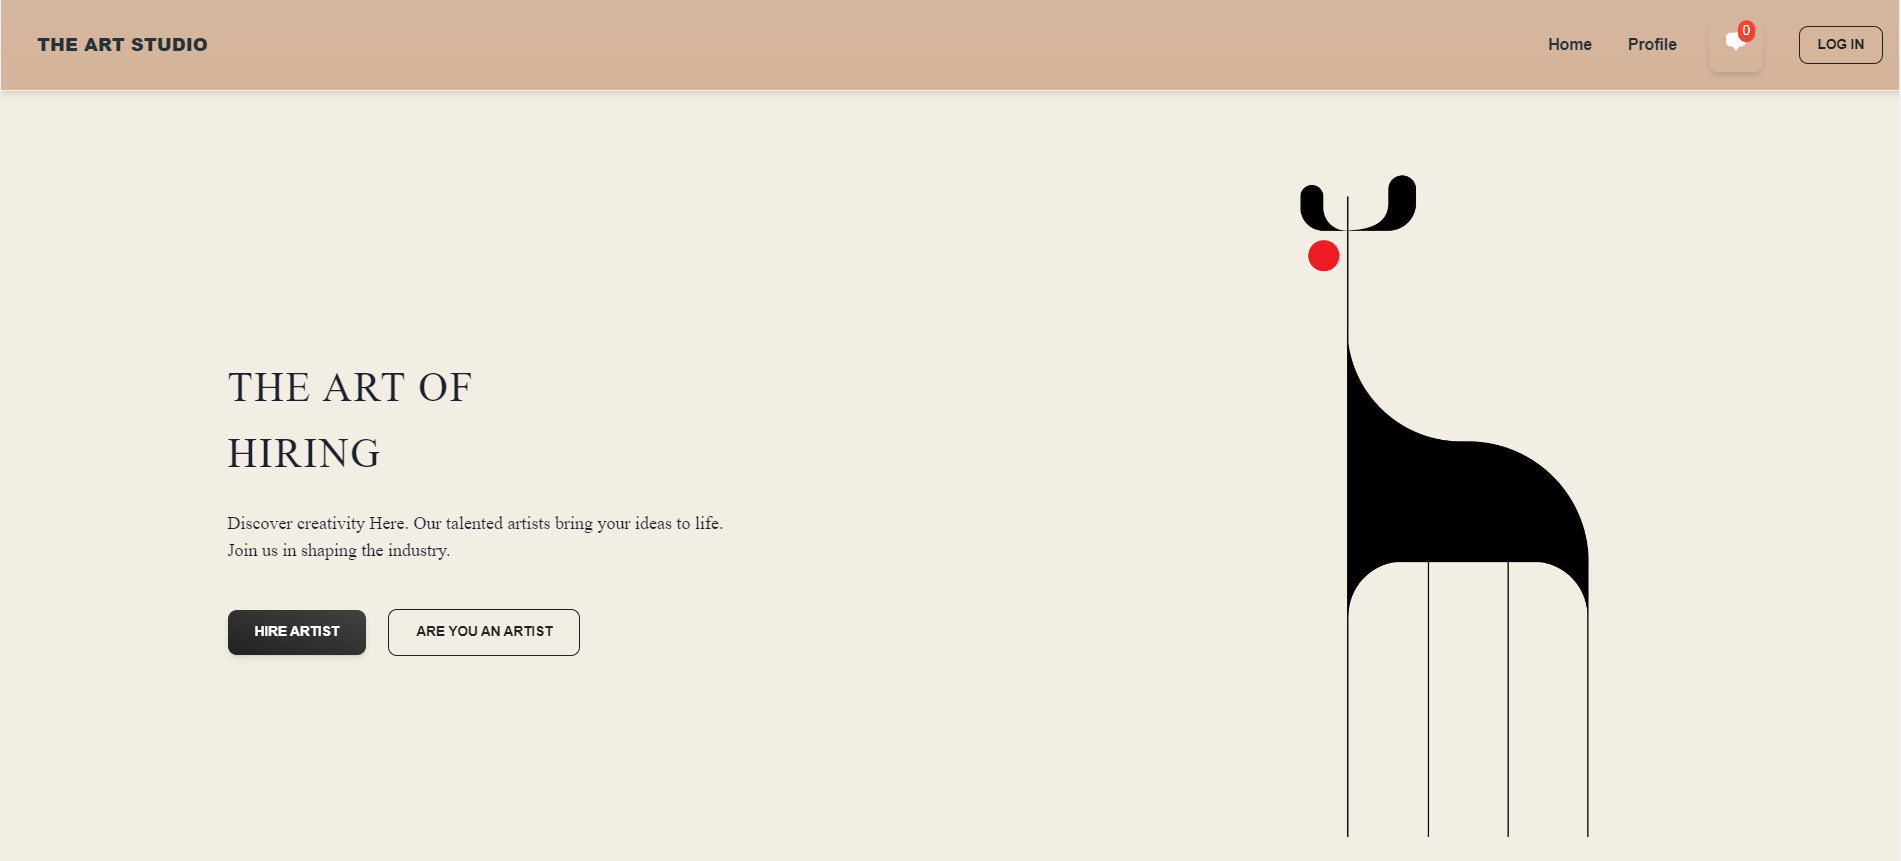 THE ART STUDIO
Home
Profile
0
LOG IN
THE ART OF
HIRING
Discover creativity Here. Our talented artists bring your ideas to life.
Join us in shaping the industry.
HIRE ARTIST
ARE YOU AN ARTIST